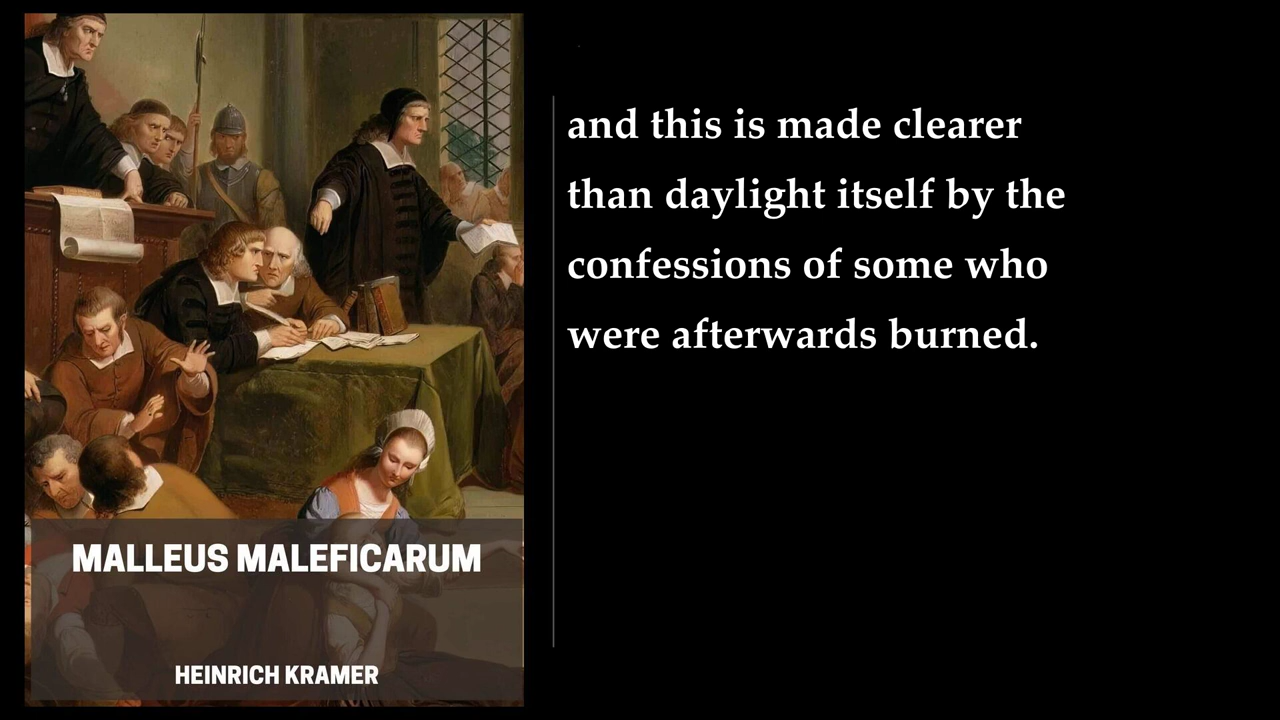 MALLEUS MALEFICARUM
HEINRICH KRAMER
and this is made clearer
than daylight itself by the
confessions of some who
were afterwards burned.